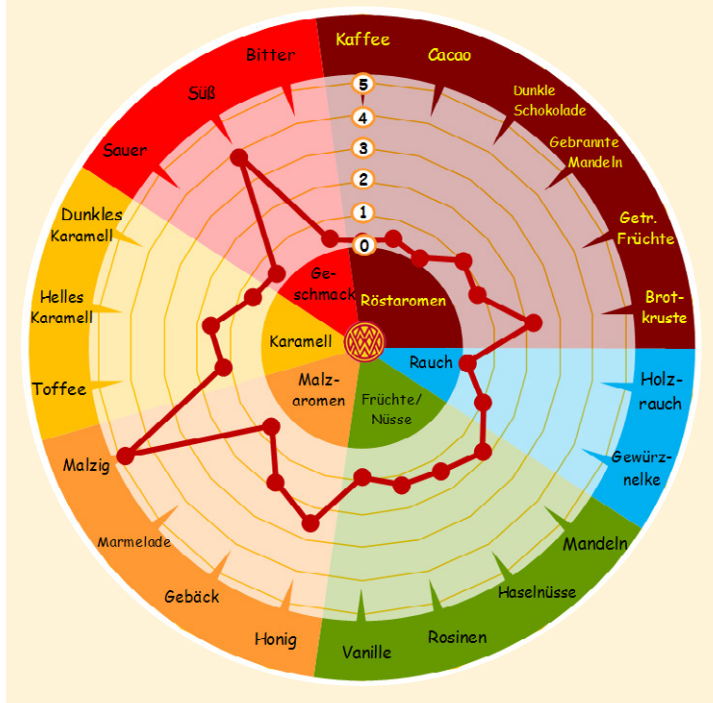 Kaffee
Cacao
Dunkle
Schokolade
Gebrannte
Mandeln
Getr.
Früchte
Brot-
kruste
Holz-
rauch
Gewürz-
nelke
Mandeln
Haselnüsse
Rosinen
Vanille
Honig
Gebäck
Marmelade
Malzig
Toffee
Helles
Karamell
Dunkles
Karamell
Sauer
Süß
Bitter
5
4
3
2
1
0
Ge-
schmack
Röstaromen
Karamell
Rauch
Malz-
aromen
Früchte/
Nüsse